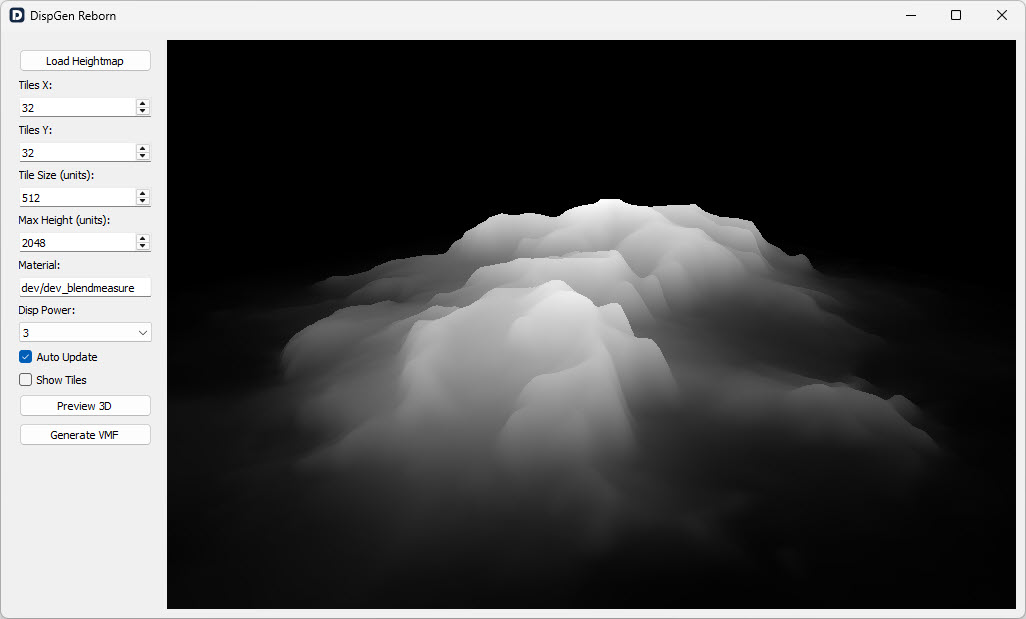 DispGen Reborn
Load Heightmap
Tiles X:
32
Tiles Y:
32
Tile Size (units):
512
Max Height (units):
2048
Material:
dev/dev_blendmeasure
Disp Power:
3
Auto Update
Show Tiles
Preview 3D
Generate VMF